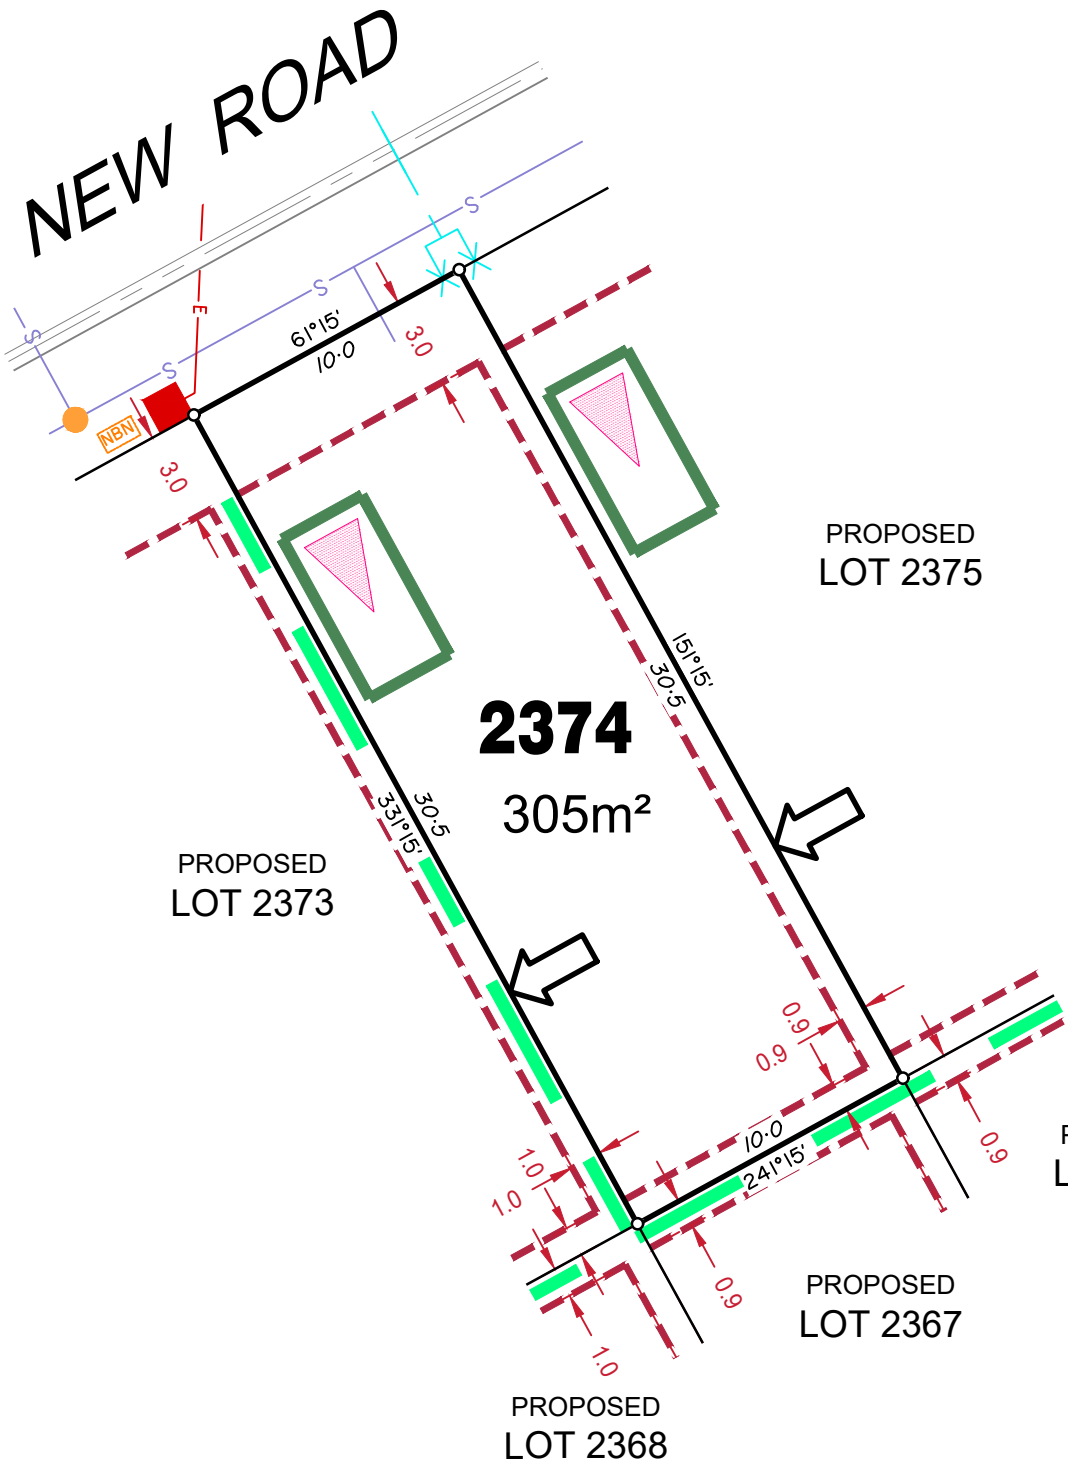 NEW ROAD
S
S
S
S
E
NBN
61°15'
10·0
3.0
3.0
PROPOSED
LOT 2375
151°15'
30·5
2374
305m²
30·5
331°15'
PROPOSED
LOT 2373
0.9
0.9
10·0
241°15'
1.0
1.0
0.9
0.9
1.0
PROPOSED
LOT 2367
PROPOSED
LOT 2368